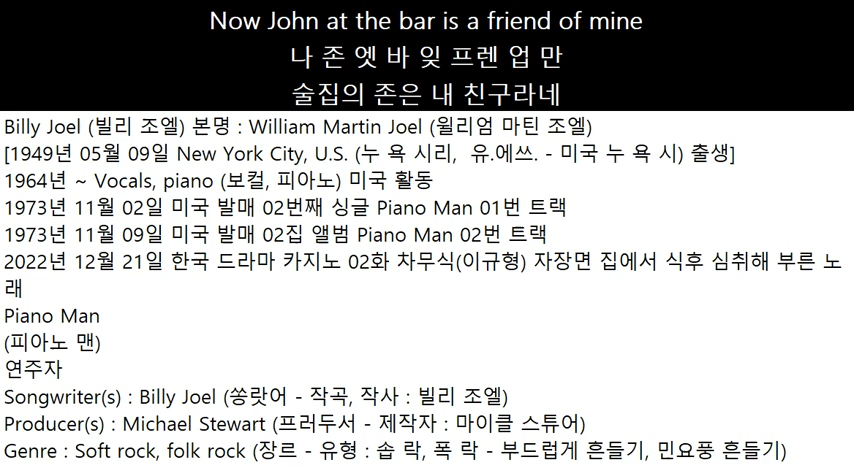 Now John at the bar is a friend of mine
나 존 엣 바 잊 프렌 업 만
술집의 존은 내 친구라네
Billy Joel (빌리 조엘) 본명 : William Martin Joel (윌리엄 마틴 조엘)
[1949년 05월 09일 New York City, U.S. (누 욕 시리,  유.에쓰. - 미국 누 욕 시) 출생]
1964년 ~ Vocals, piano (보컬, 피아노) 미국 활동
1973년 11월 02일 미국 발매 02번째 싱글 Piano Man 01번 트랙
1973년 11월 09일 미국 발매 02집 앨범 Piano Man 02번 트랙
2022년 12월 21일 한국 드라마 카지노 02화 차무식(이규형) 자장면 집에서 식후 심취해 부른 노
래
Piano Man
(피아노 맨)
연주자
Songwriter(s) : Billy Joel (쏭랏어 - 작곡, 작사 : 빌리 조엘)
Producer(s) : Michael Stewart (프러두서 - 제작자 : 마이클 스튜어)
Genre : Soft rock, folk rock (장르 - 유형 : 솝 락, 폭 락 - 부드럽게 흔들기, 민요풍 흔들기)